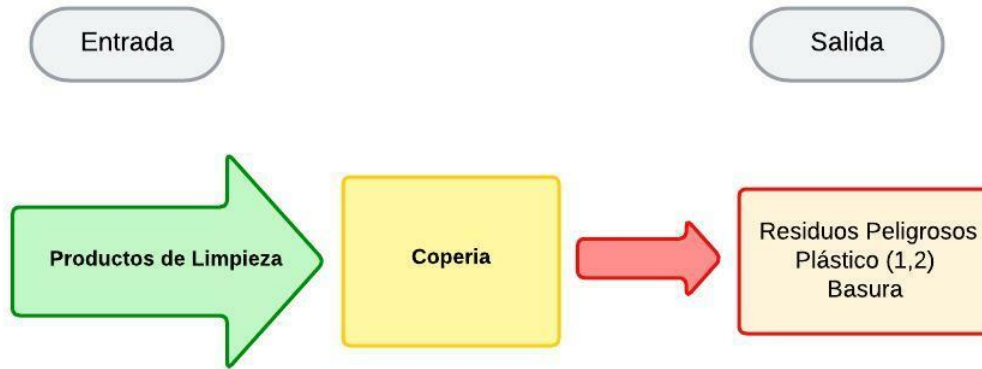 Entrada
Salida
Productos de Limpieza
Coperia
Residuos Peligrosos
Plástico (1,2)
Basura